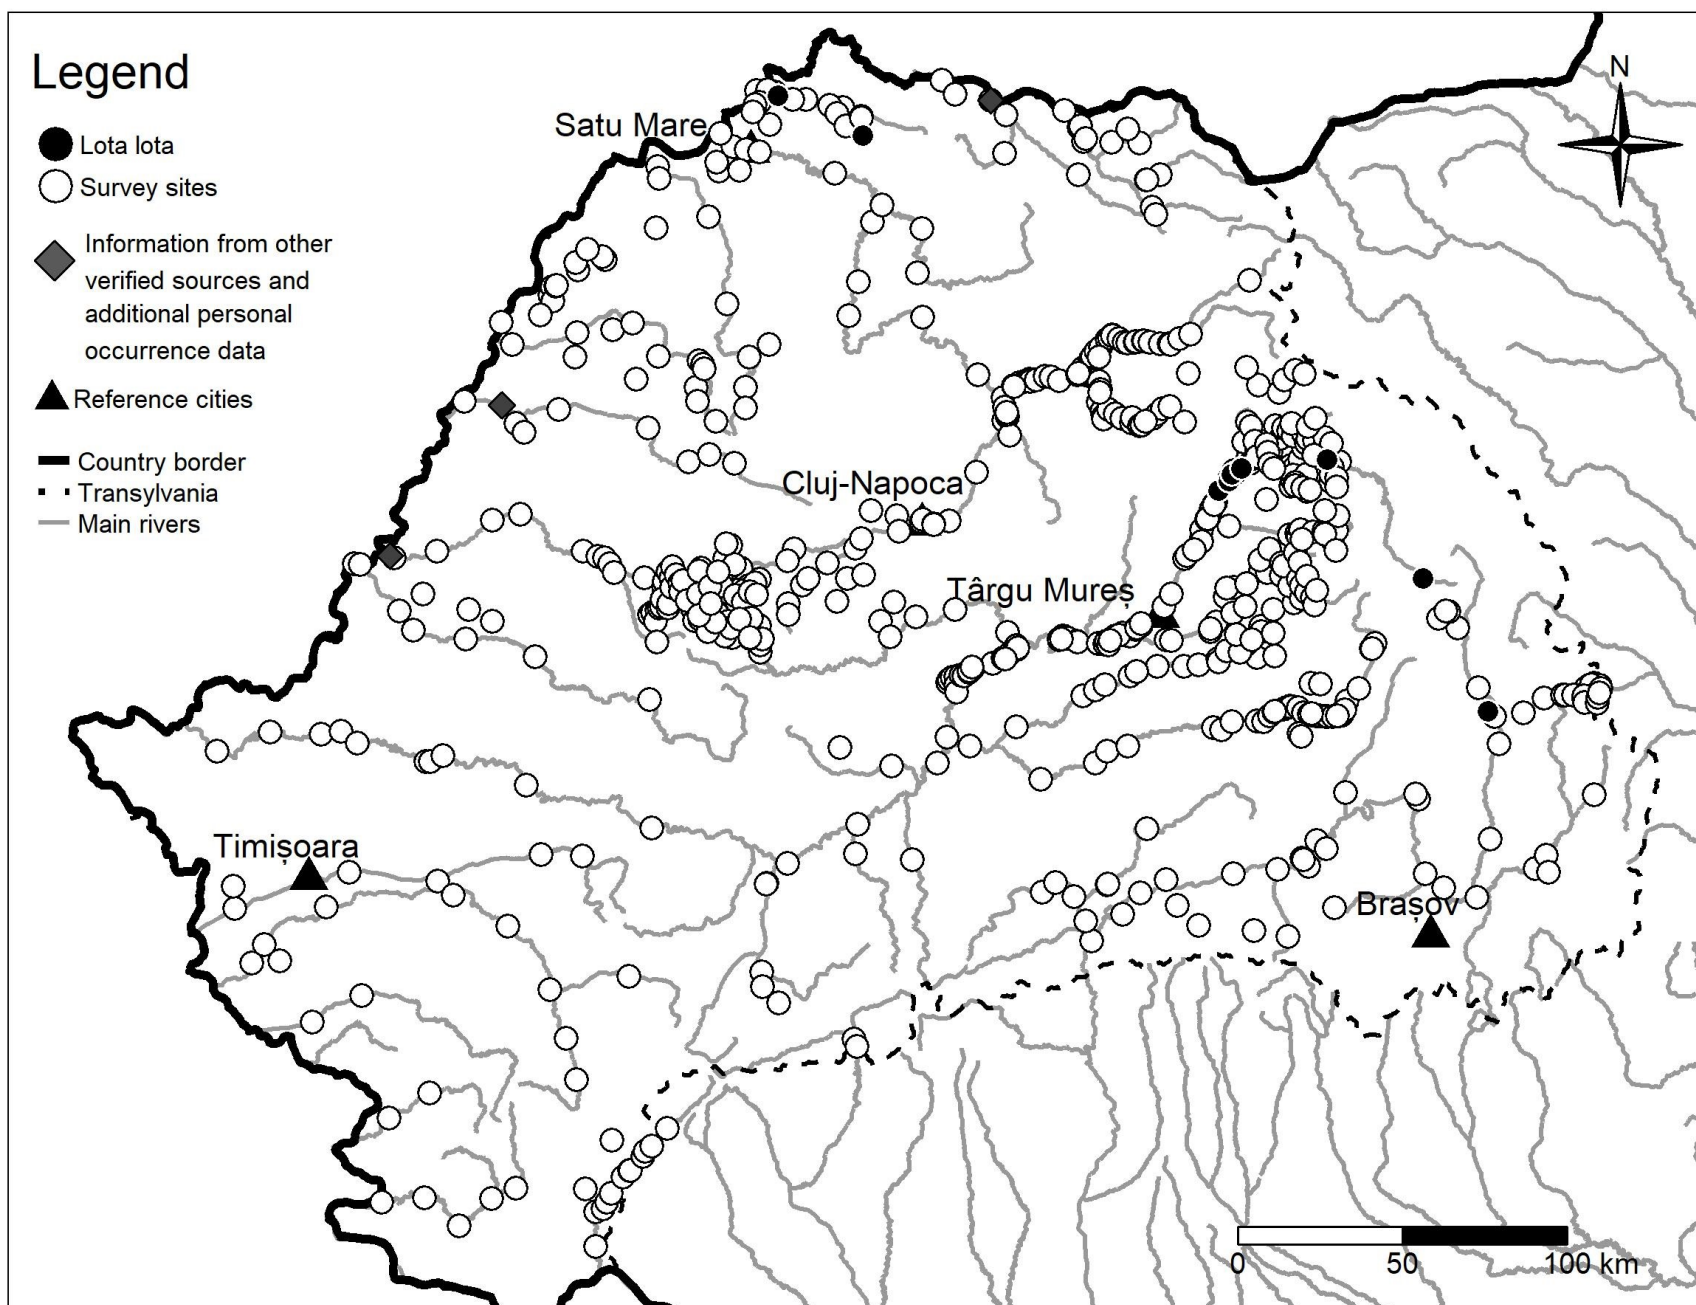 Legend
Lota lota
Survey sites
Information from other
verified sources and
additional personal
occurrence data
Reference cities
Country border
Transylvania
Main rivers
N
Satu Mare
Cluj-Napoca
Târgu Mureș
Timișoara
Brașov
0 50 100 km